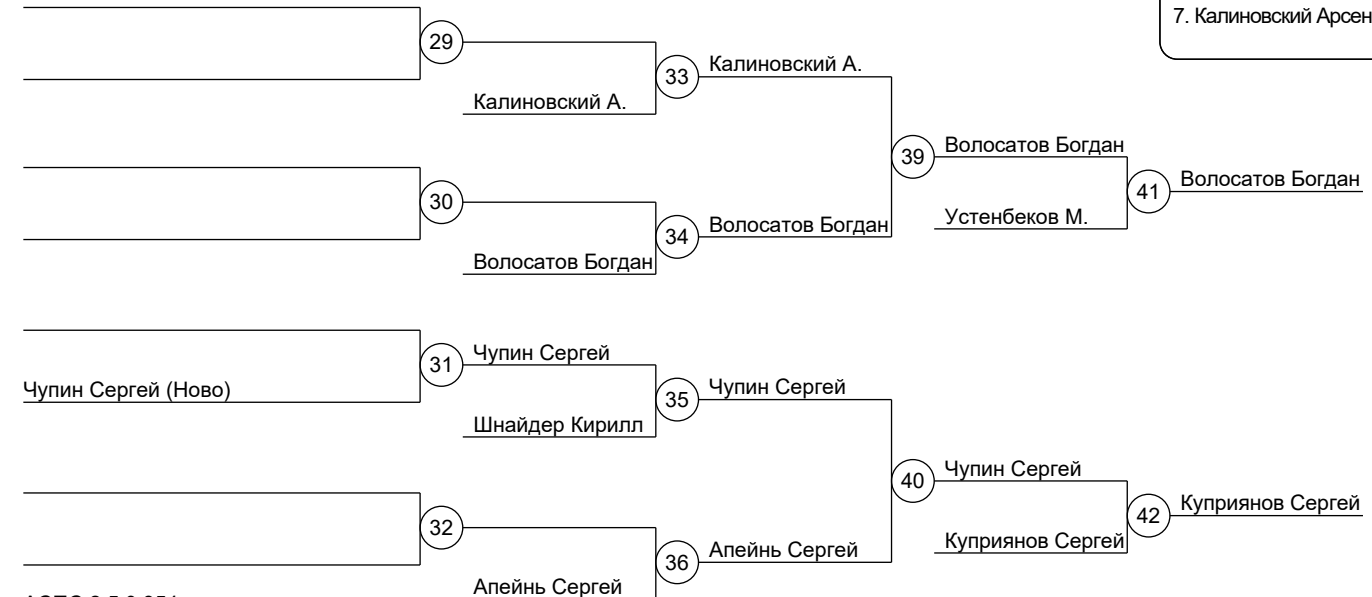 7. Калиновский Арсен
29
Калиновский А.
33
Калиновский А.
30
Волосатов Богдан
34
Волосатов Богдан
39
Волосатов Богдан
Устенбеков М.
41
Волосатов Богдан
Чупин Сергей (Ново)
31
Чупин Сергей
Шнайдер Кирилл
35
Чупин Сергей
32
Апейнь Сергей
36
Апейнь Сергей
40
Чупин Сергей
Куприянов Сергей
42
Куприянов Сергей